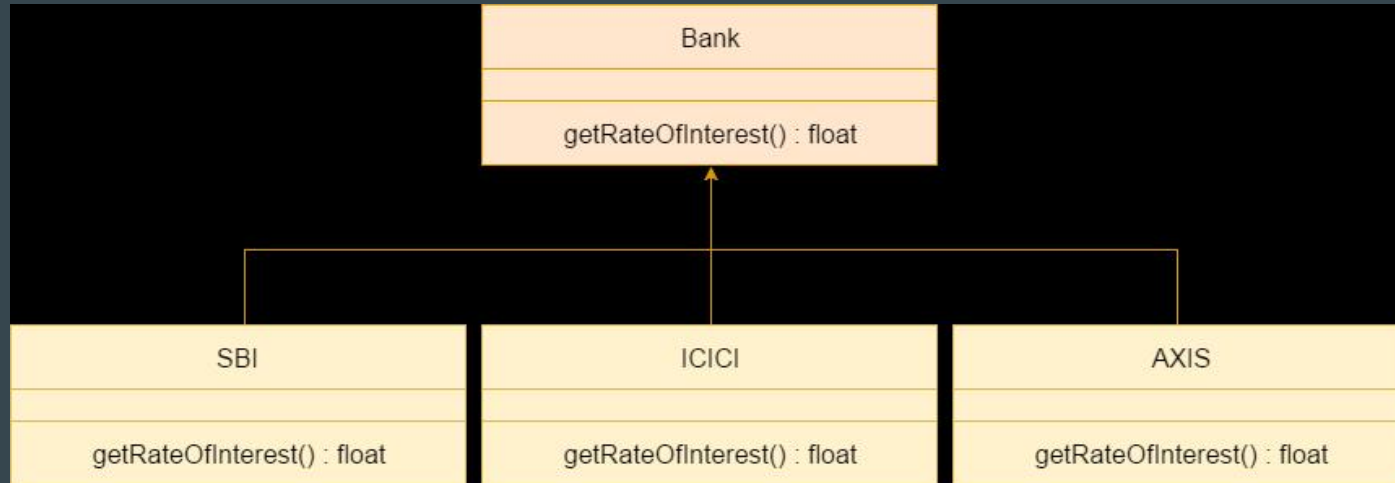 Bank
getRateOfInterest() : float
SBI
getRateOfInterest() : float
ICICI
getRateOfInterest() : float
AXIS
getRateOfInterest() : float